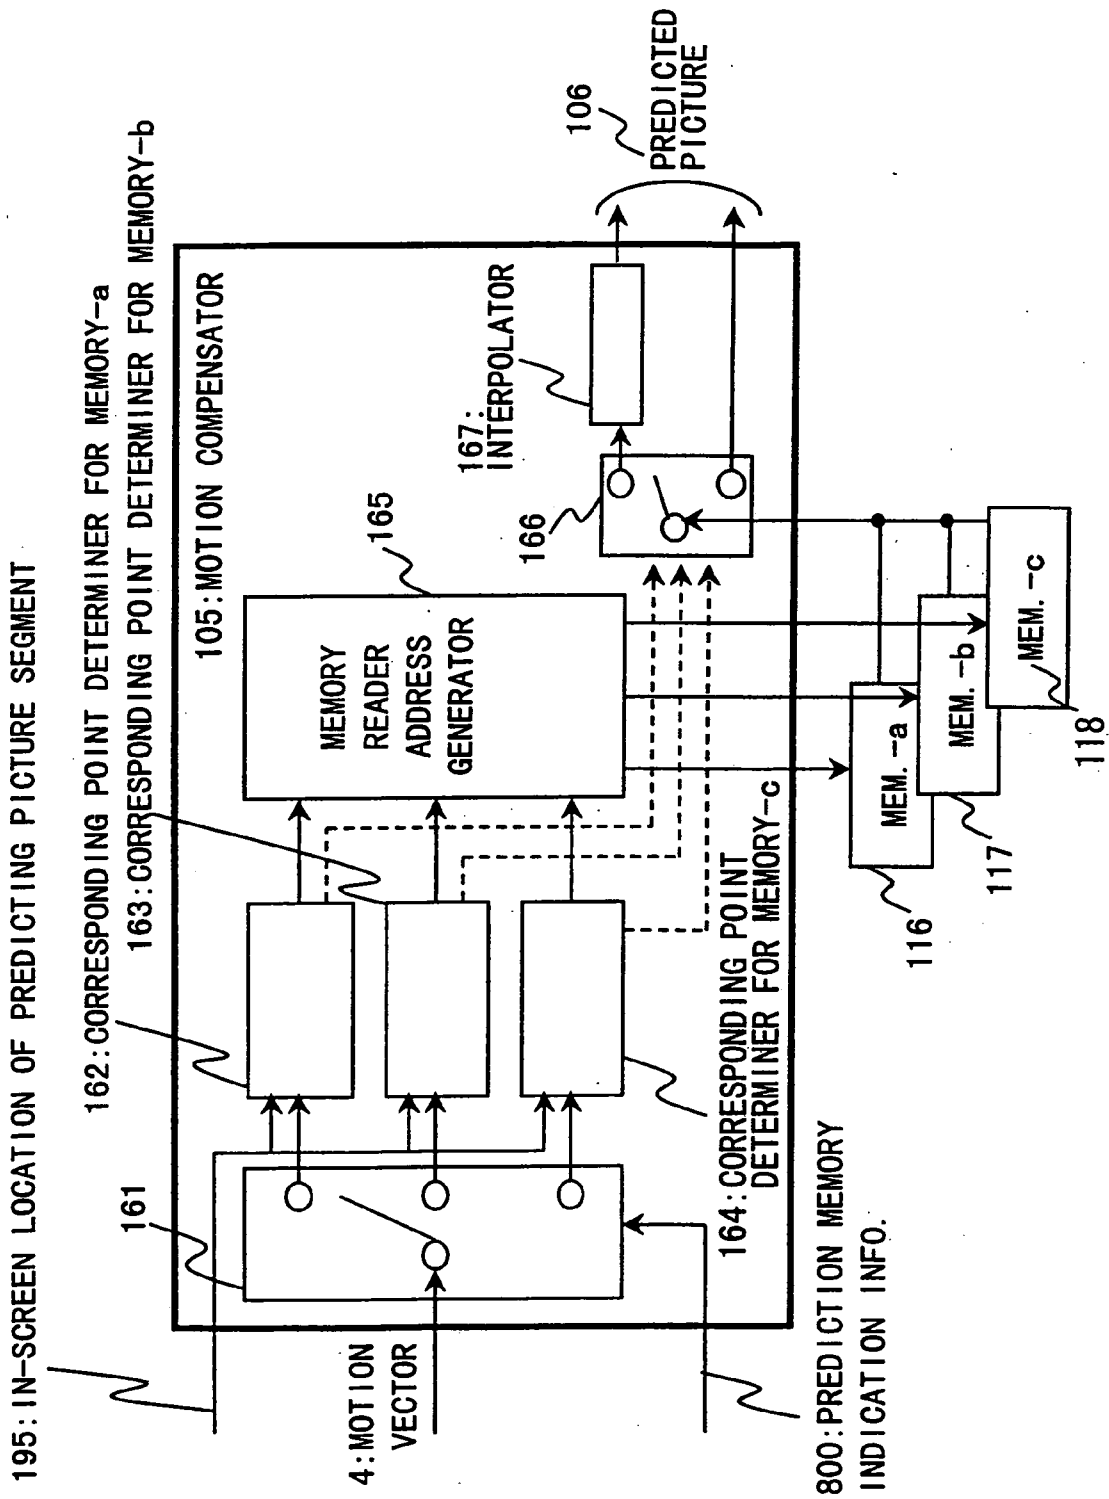 195:IN-SCREEN LOCATION OF PREDICTING PICTURE SEGMENT
162:CORRESPONDING POINT DETERMINER FOR MEMORY-a
163:CORRESPONDING POINT DETERMINER FOR MEMORY-b
105:MOTION COMPENSATOR
161
165
MEMORY
READER
ADDRESS
GENERATOR
167:
INTERPOLATOR
166
106
PREDICTED
PICTURE
4:MOTION
VECTOR
164:CORRESPONDING POINT
DETERMINER FOR MEMORY-c
800:PREDICTION MEMORY
INDICATION INFO.
MEM.-a
MEM.-b
MEM.-c
116
117
118